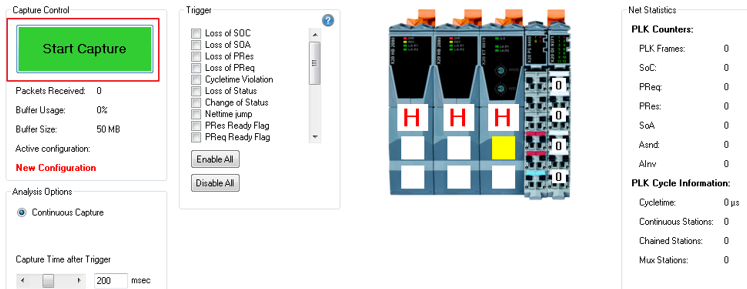 Capture Control
Start Capture
Packets Received: 0
Buffer Usage: 0%
Buffer Size: 50 MB
Active configuration:
New Configuration
Analysis Options
Continuous Capture
Capture Time after Trigger
200 msec
Trigger
?
Loss of SOC
Loss of SOA
Loss of PRes
Loss of PReq
Cycletime Violation
Loss of Status
Change of Status
Nettime jump
PRes Ready Flag
PReq Ready Flag
Enable All
Disable All
H H H
0
0
0
0
Net Statistics
PLK Counters:
PLK Frames: 0
SoC: 0
PReq: 0
PRes: 0
SoA 0
Asnd: 0
AInv 0
PLK Cycle Information:
Cycletime: 0 µs
Continuous Stations: 0
Chained Stations: 0
Mux Stations: 0